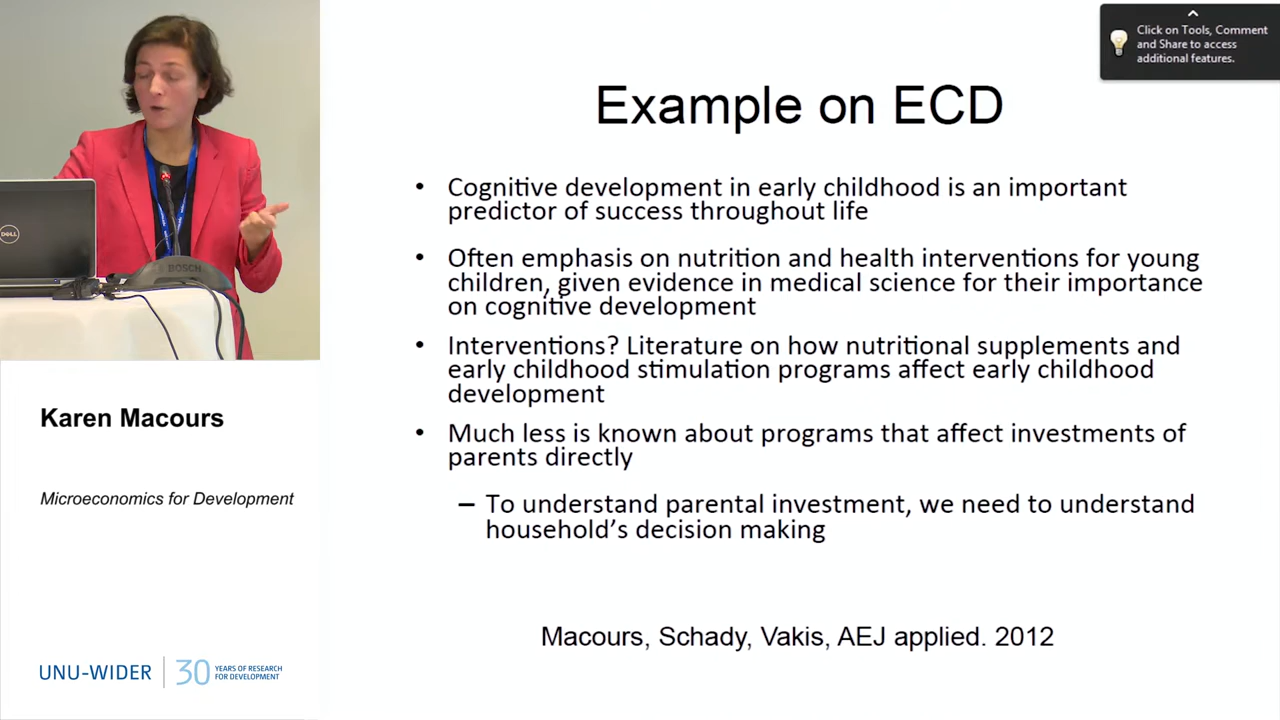 Click on Tools, Comment
and Share to access
additional features.
Example on ECD
• Cognitive development in early childhood is an important
predictor of success throughout life
• Often emphasis on nutrition and health interventions for young
children, given evidence in medical science for their importance
on cognitive development
• Interventions? Literature on how nutritional supplements and
early childhood stimulation programs affect early childhood
development
• Much less is known about programs that affect investments of
parents directly
– To understand parental investment, we need to understand
household’s decision making
Macours, Schady, Vakis, AEJ applied. 2012
DELL
BOSCH
Karen Macours
Microeconomics for Development
UNU-WIDER
30
YEARS OF RESEARCH
FOR DEVELOPMENT